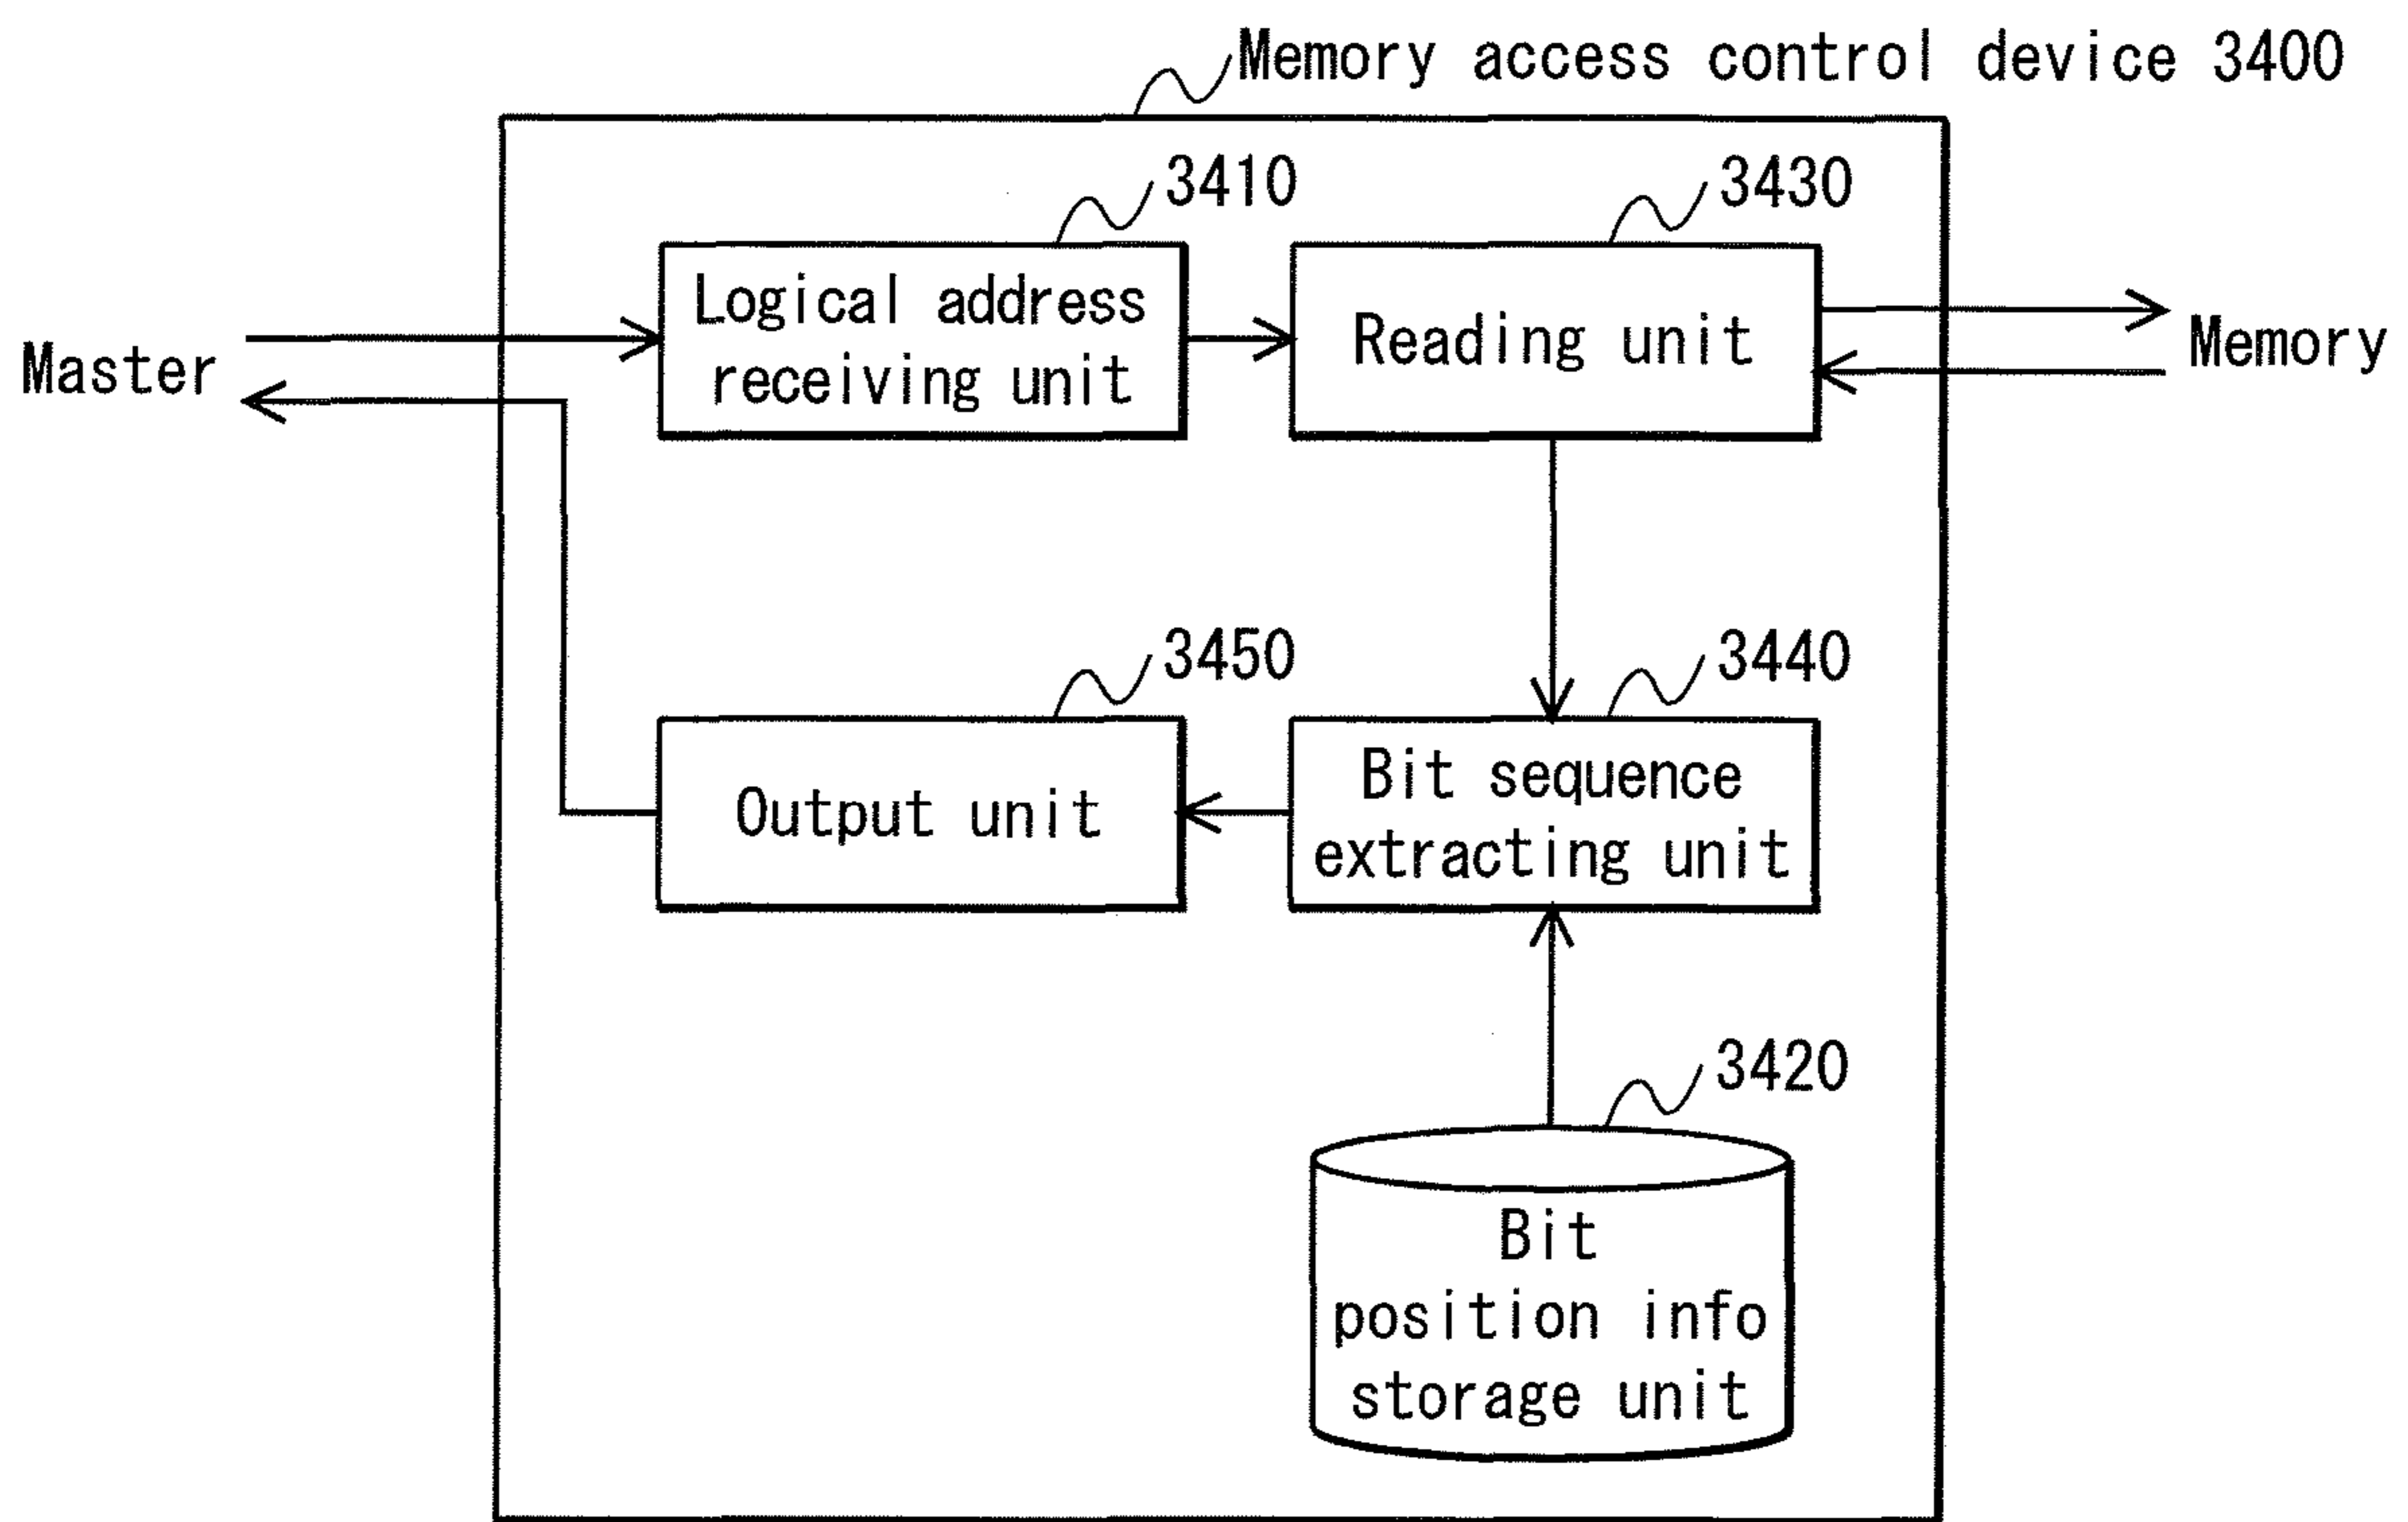 Memory access control device 3400
3410
3430
Logical address
receiving unit
Reading unit
Master
Memory
3450
3440
Output unit
Bit sequence
extracting unit
3420
Bit
position info
storage unit